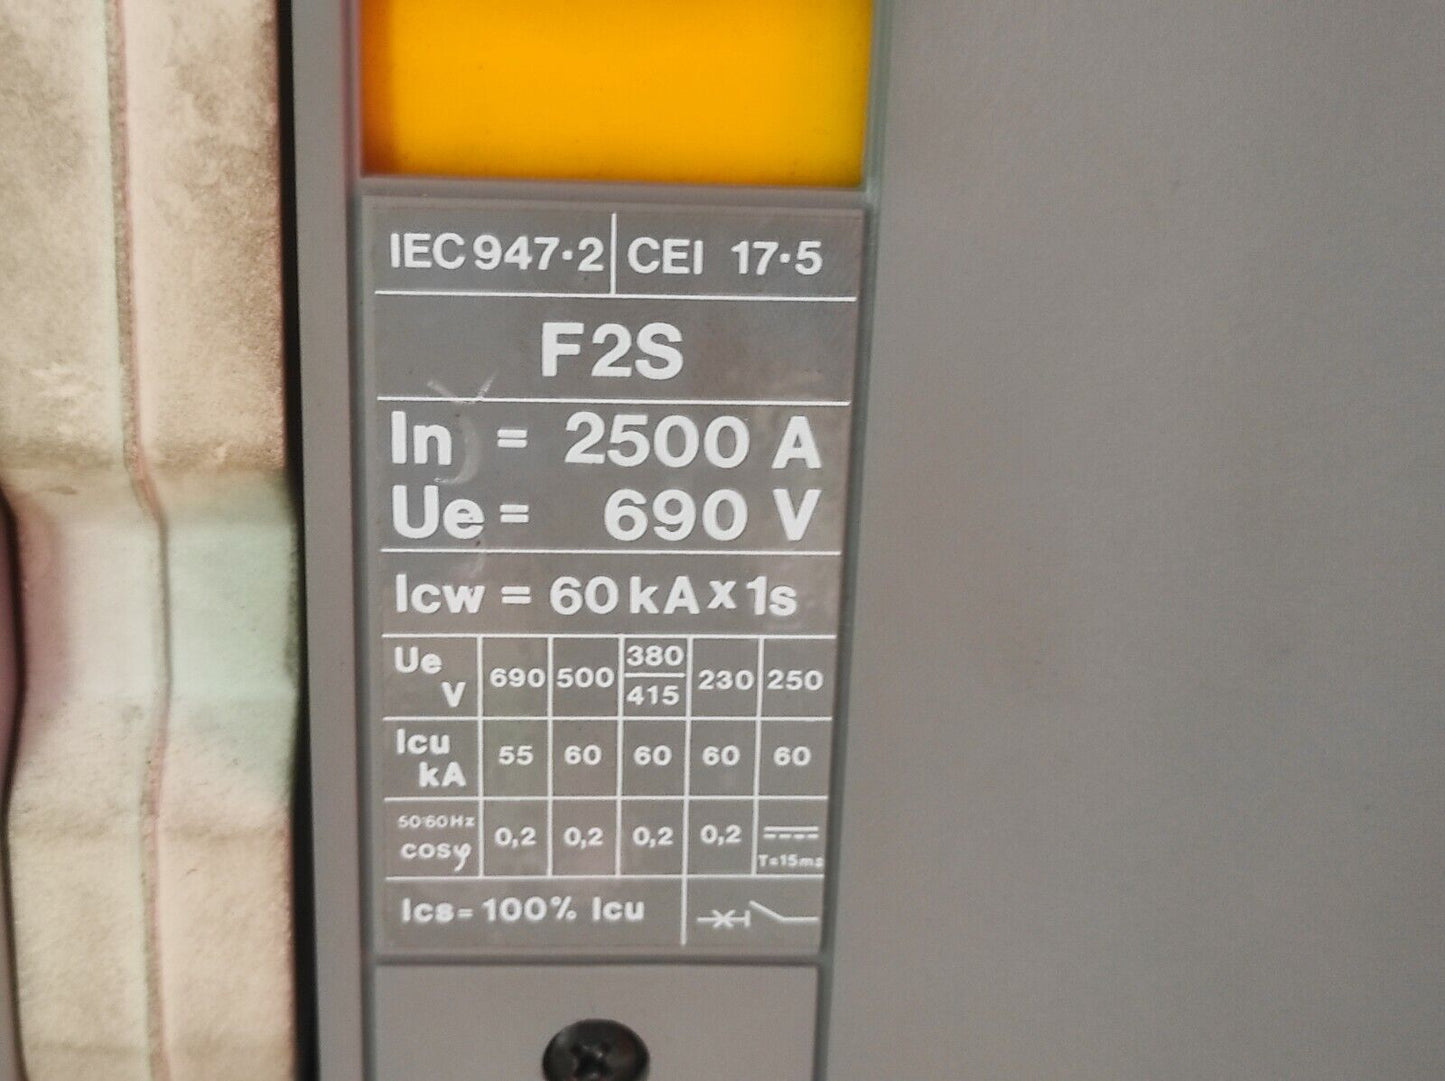 IEC 947·2 | CEI 17·5
F2S
In = 2500 A
Ue = 690 V
Icw = 60 kA x 1s
Ue V 690 500 380/415 230 250
Icu kA 55 60 60 60 60
50·60 Hz cosφ 0,2 0,2 0,2 0,2 T=15ms
Ics= 100% Icu